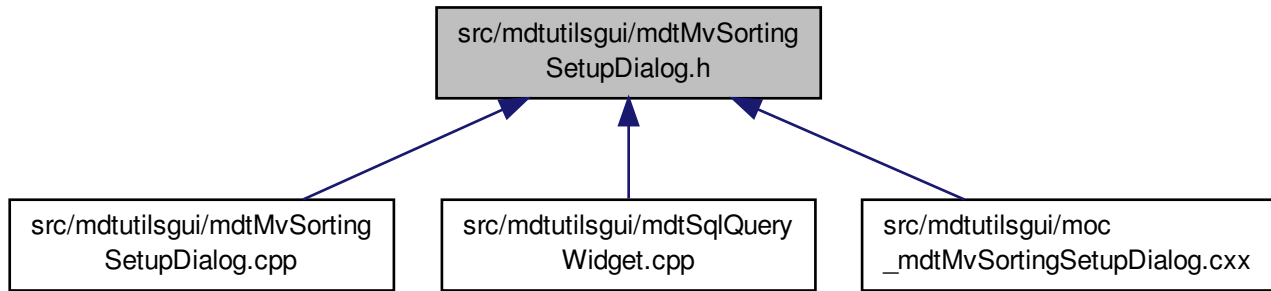 src/mdtutilsgui/mdtMvSorting
SetupDialog.h
src/mdtutilsgui/mdtMvSorting
SetupDialog.cpp
src/mdtutilsgui/mdtSqlQuery
Widget.cpp
src/mdtutilsgui/moc
_mdtMvSortingSetupDialog.cxx